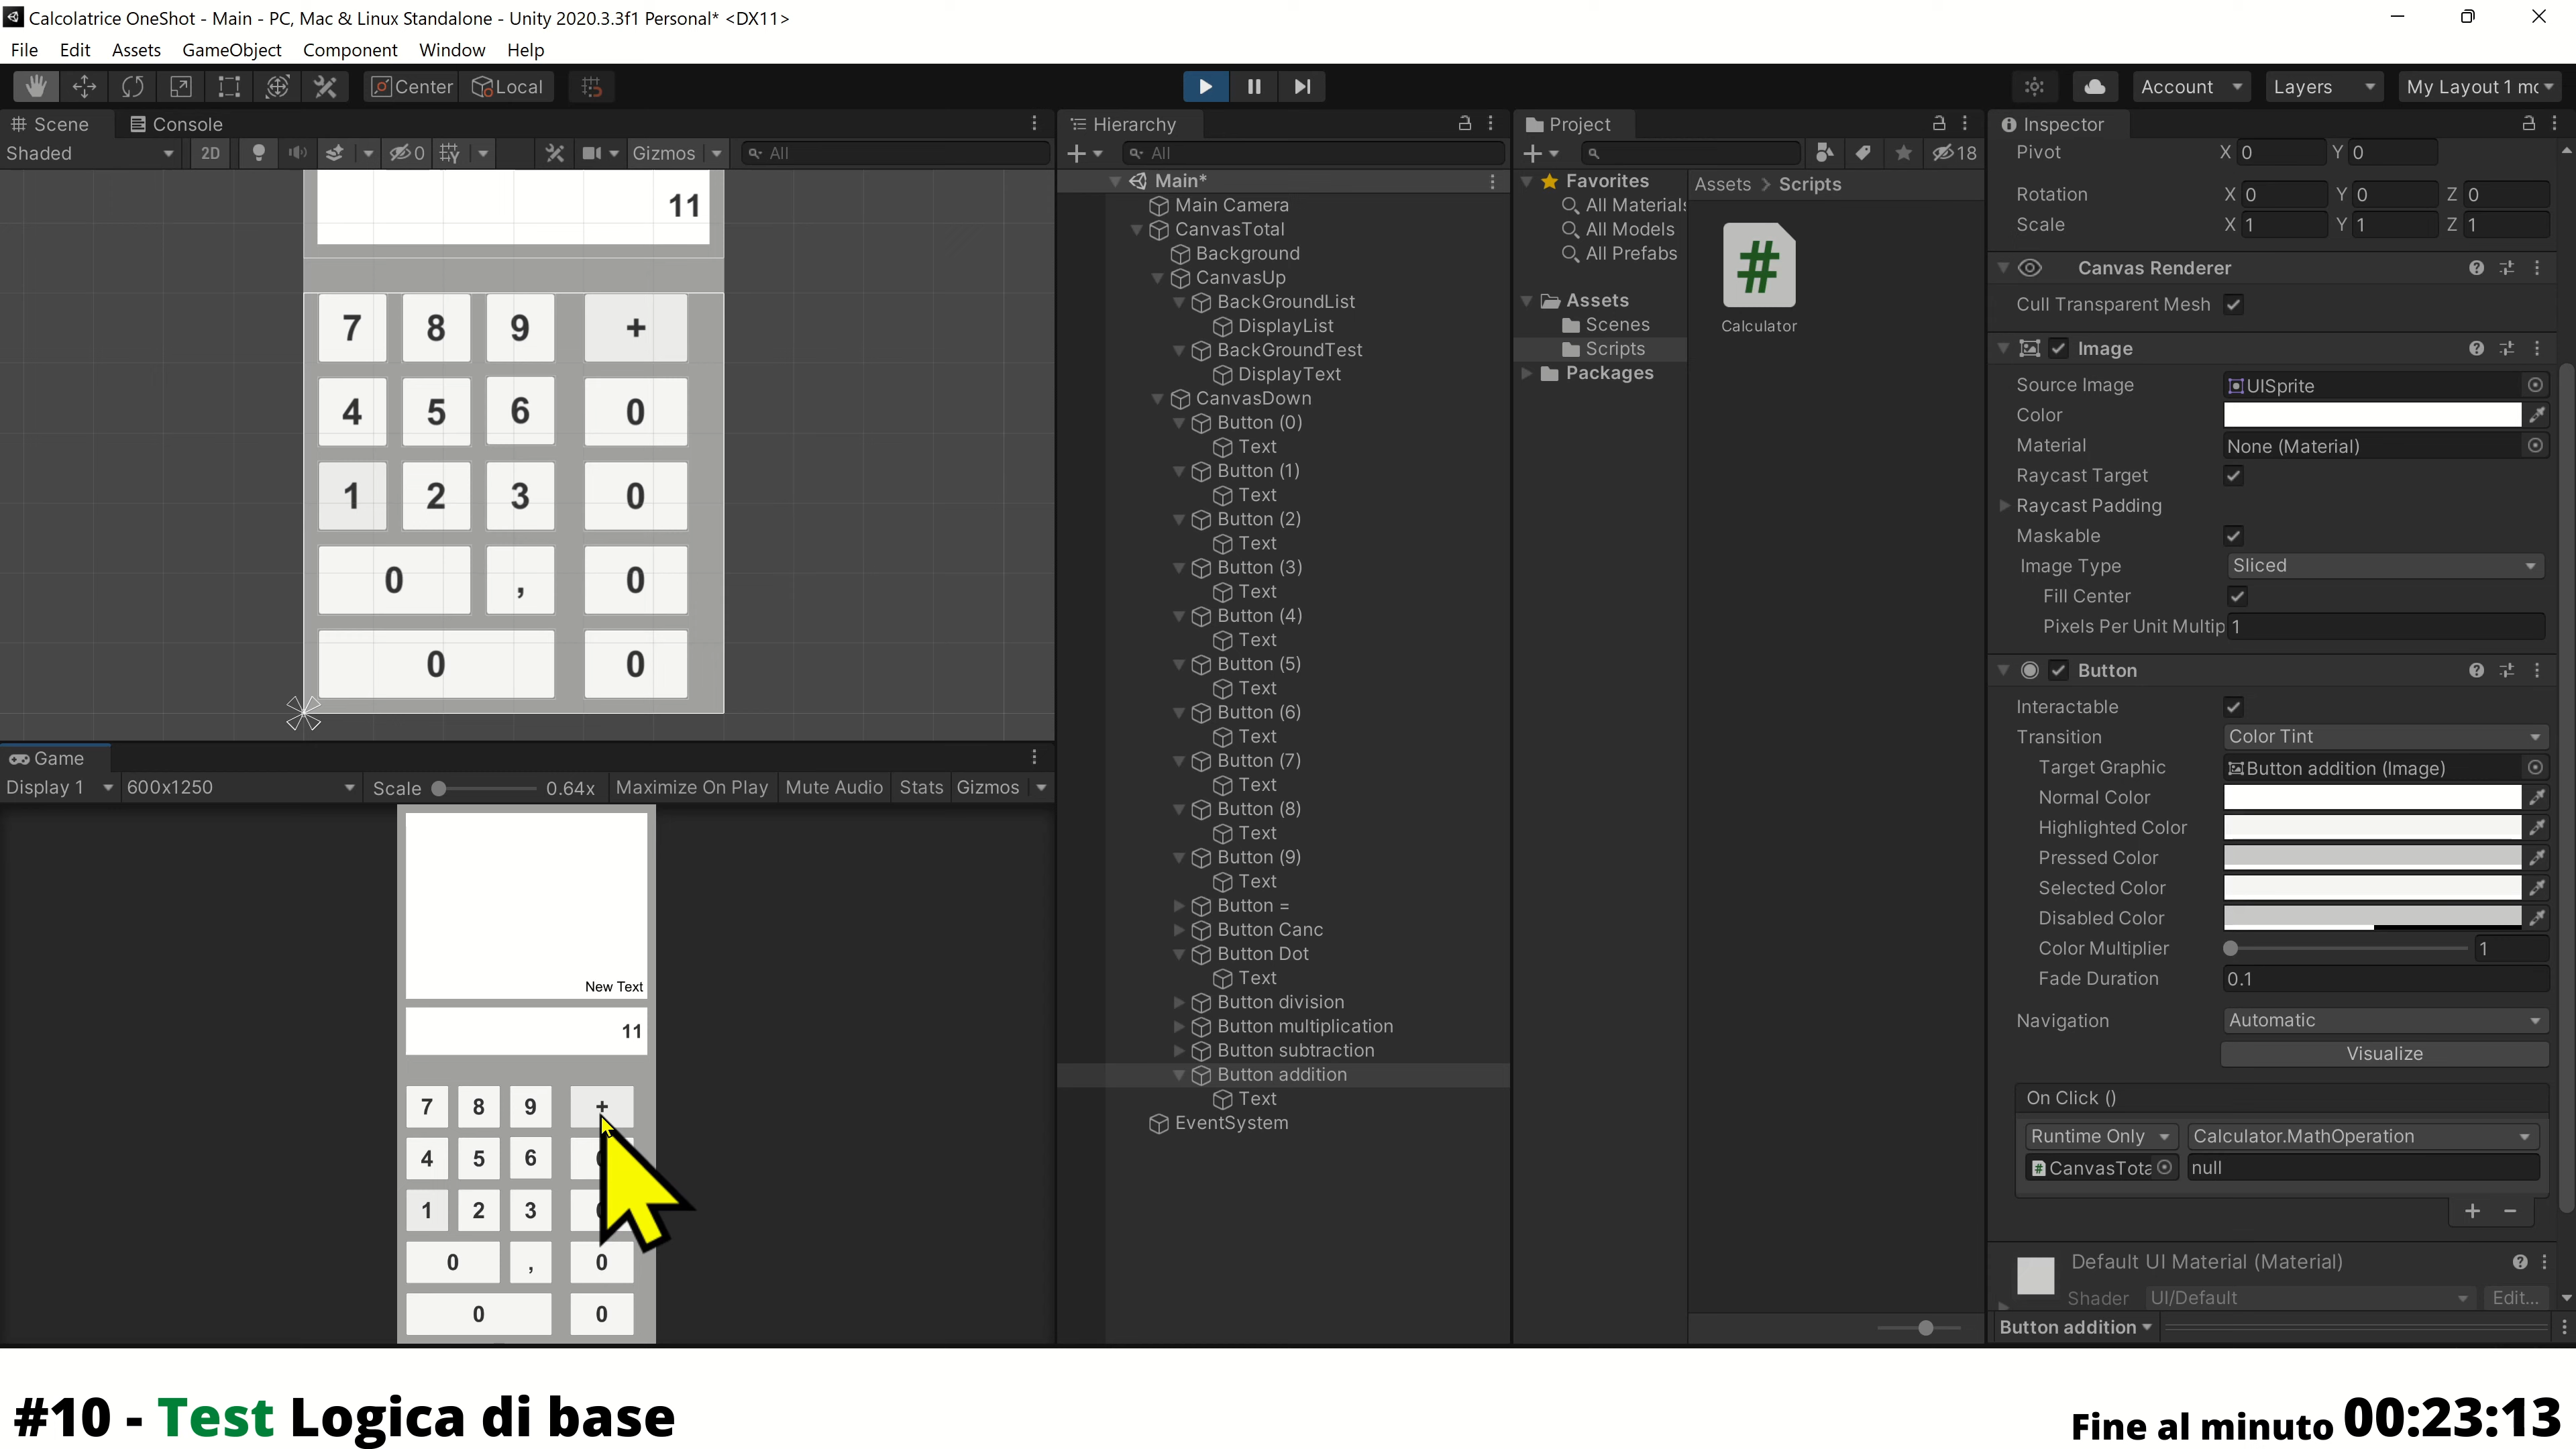 Calcolatrice OneShot - Main - PC, Mac & Linux Standalone - Unity 2020.3.3f1 Personal* <DX11>
File Edit Assets GameObject Component Window Help
Center Local Account Layers My Layout 1 mc
Scene Console
Shaded 2D 0 Gizmos All
11
7 8 9 +
4 5 6 0
1 2 3 0
0 , 0
0 0
Game
Display 1 600x1250 Scale 0.64x Maximize On Play Mute Audio Stats Gizmos
New Text
11
7 8 9 +
4 5 6
1 2 3
0 , 0
0 0
Hierarchy
All
Main*
Main Camera
CanvasTotal
Background
CanvasUp
BackGroundList
DisplayList
BackGroundTest
DisplayText
CanvasDown
Button (0)
Text
Button (1)
Text
Button (2)
Text
Button (3)
Text
Button (4)
Text
Button (5)
Text
Button (6)
Text
Button (7)
Text
Button (8)
Text
Button (9)
Text
Button =
Button Canc
Button Dot
Text
Button division
Button multiplication
Button subtraction
Button addition
Text
EventSystem
Project
18
Favorites
All Materials
All Models
All Prefabs
Assets
Scenes
Scripts
Packages
Assets > Scripts
#
Calculator
Inspector
Pivot X 0 Y 0
Rotation X 0 Y 0 Z 0
Scale X 1 Y 1 Z 1
Canvas Renderer
Cull Transparent Mesh
Image
Source Image UISprite
Color
Material None (Material)
Raycast Target
Raycast Padding
Maskable
Image Type Sliced
Fill Center
Pixels Per Unit Multip 1
Button
Interactable
Transition Color Tint
Target Graphic Button addition (Image)
Normal Color
Highlighted Color
Pressed Color
Selected Color
Disabled Color
Color Multiplier 1
Fade Duration 0.1
Navigation Automatic
Visualize
On Click ()
Runtime Only Calculator.MathOperation
CanvasTota null
+ -
Default UI Material (Material)
Shader UI/Default Edit...
Button addition
#10 - Test Logica di base
Fine al minuto 00:23:13